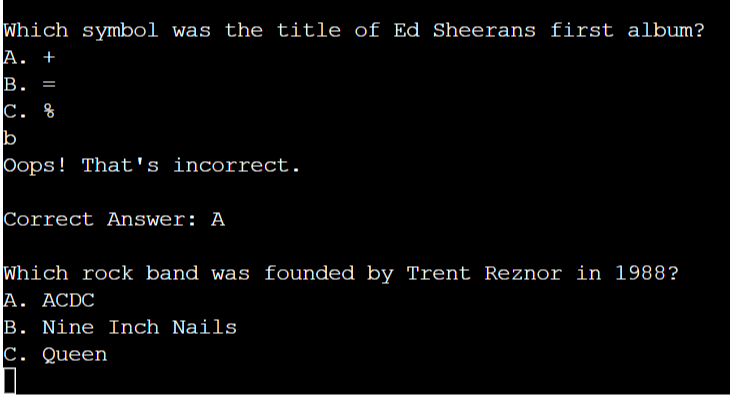 Which symbol was the title of Ed Sheerans first album?
A. +
B. =
C. %
b
Oops! That's incorrect.
Correct Answer: A
Which rock band was founded by Trent Reznor in 1988?
A. ACDC
B. Nine Inch Nails
C. Queen